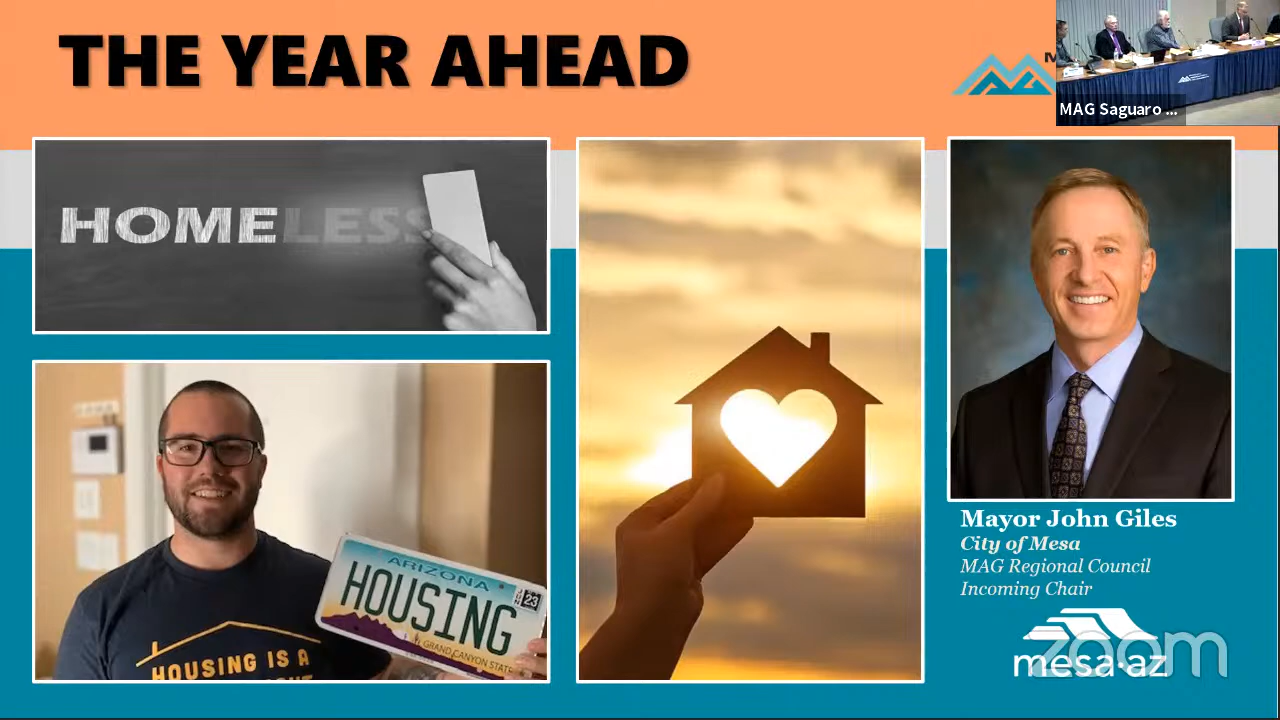 THE YEAR AHEAD
MAG Saguaro ...
HOMELESS
ARIZONA
HOUSING
23
GRAND CANYON STATE
HOUSING IS A
Mayor John Giles
City of Mesa
MAG Regional Council
Incoming Chair
mesa·az
zoom